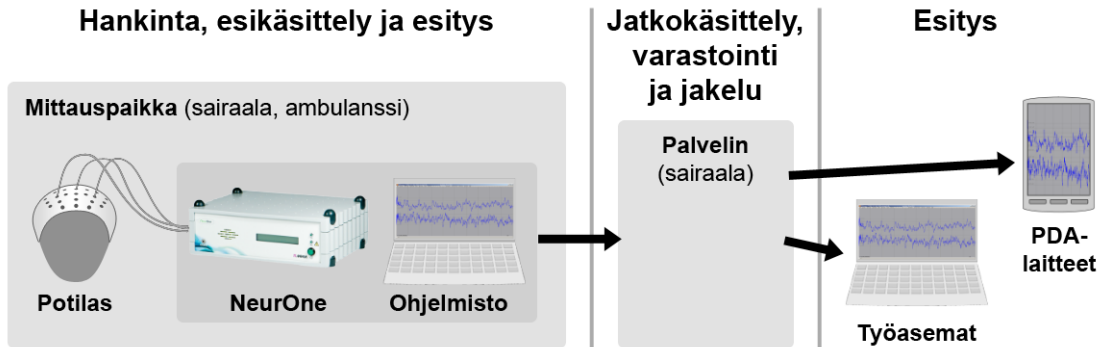 Hankinta, esikäsittely ja esitys
Jatkokäsittely,
varastointi
ja jakelu
Esitys
Mittauspaikka (sairaala, ambulanssi)
Potilas
NeurOne
Ohjelmisto
Palvelin
(sairaala)
Työasemat
PDA-
laitteet